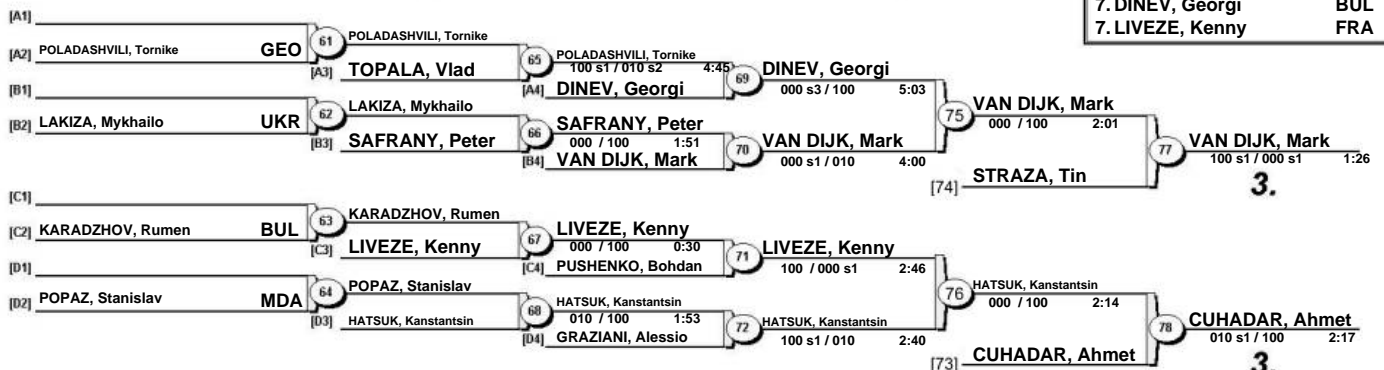 7. DINEV, Georgi BUL
7. LIVEZE, Kenny FRA
[A1]
[A2] POLADASHVILI, Tornike GEO
61
POLADASHVILI, Tornike
[A3] TOPALA, Vlad
65
POLADASHVILI, Tornike
100 s1 / 010 s2 4:45
[A4] DINEV, Georgi
69
DINEV, Georgi
000 s3 / 100 5:03
[B1]
[B2] LAKIZA, Mykhailo UKR
62
LAKIZA, Mykhailo
[B3] SAFRANY, Peter
66
SAFRANY, Peter
000 / 100 1:51
[B4] VAN DIJK, Mark
70
VAN DIJK, Mark
000 s1 / 010 4:00
75
VAN DIJK, Mark
000 / 100 2:01
[74] STRAZA, Tin
77
VAN DIJK, Mark
100 s1 / 000 s1 1:26
3.
[C1]
[C2] KARADZHOV, Rumen BUL
63
KARADZHOV, Rumen
[C3] LIVEZE, Kenny
67
LIVEZE, Kenny
000 / 100 0:30
[C4] PUSHENKO, Bohdan
71
LIVEZE, Kenny
100 / 000 s1 2:46
[D1]
[D2] POPAZ, Stanislav MDA
64
POPAZ, Stanislav
[D3] HATSUK, Kanstantsin
68
HATSUK, Kanstantsin
010 / 100 1:53
[D4] GRAZIANI, Alessio
72
HATSUK, Kanstantsin
100 s1 / 010 2:40
76
HATSUK, Kanstantsin
000 / 100 2:14
[73] CUHADAR, Ahmet
78
CUHADAR, Ahmet
010 s1 / 100 2:17
3.